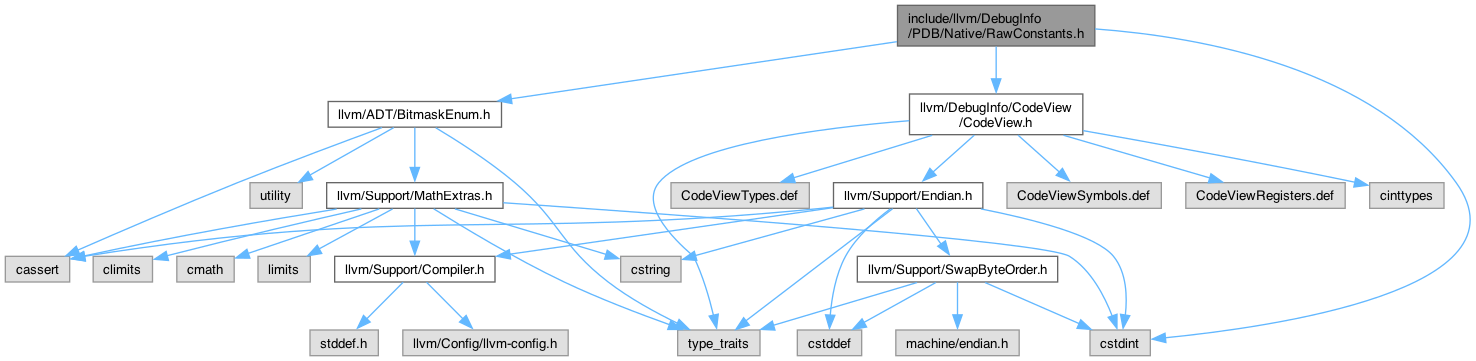 include/llvm/DebugInfo
/PDB/Native/RawConstants.h
llvm/ADT/BitmaskEnum.h
llvm/DebugInfo/CodeView
/CodeView.h
utility
llvm/Support/MathExtras.h
CodeViewTypes.def
llvm/Support/Endian.h
CodeViewSymbols.def
CodeViewRegisters.def
cinttypes
cassert
climits
cmath
limits
llvm/Support/Compiler.h
cstring
llvm/Support/SwapByteOrder.h
stddef.h
llvm/Config/llvm-config.h
type_traits
cstddef
machine/endian.h
cstdint